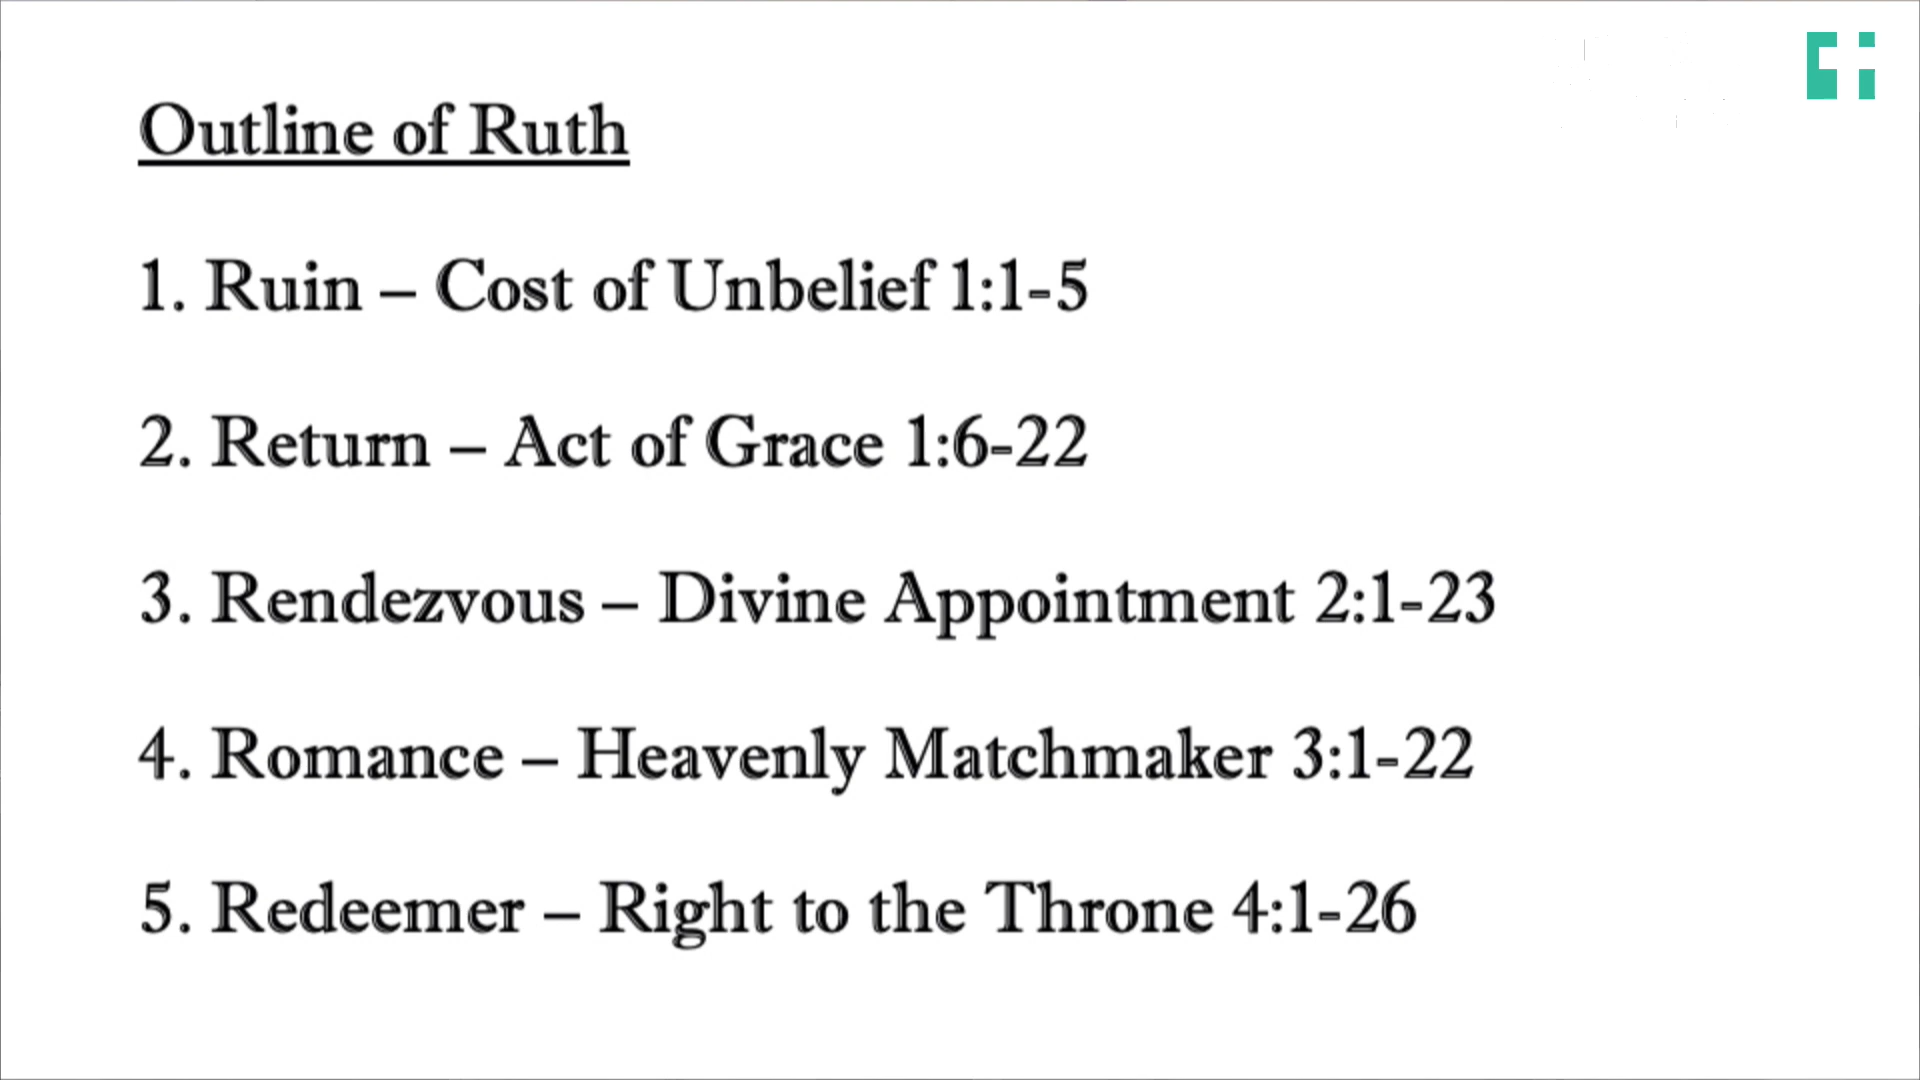 Outline of Ruth
1. Ruin – Cost of Unbelief 1:1-5
2. Return – Act of Grace 1:6-22
3. Rendezvous – Divine Appointment 2:1-23
4. Romance – Heavenly Matchmaker 3:1-22
5. Redeemer – Right to the Throne 4:1-26